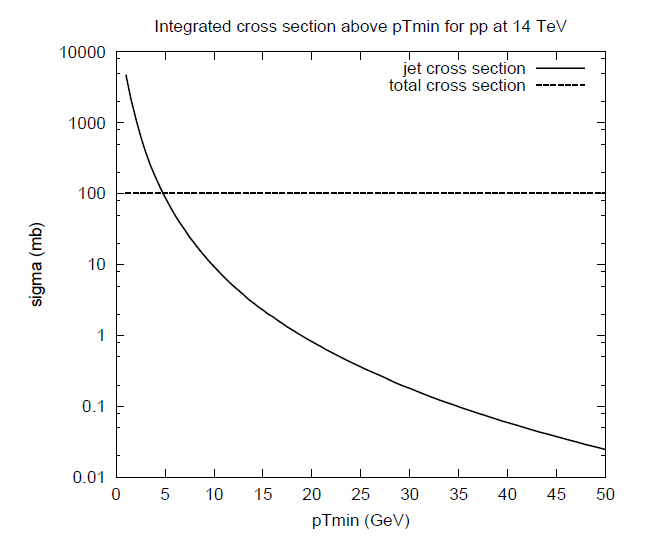 Integrated cross section above pTmin for pp at 14 TeV
jet cross section
total cross section
10000
1000
100
10
1
0.1
0.01
sigma (mb)
0 5 10 15 20 25 30 35 40 45 50
pTmin (GeV)